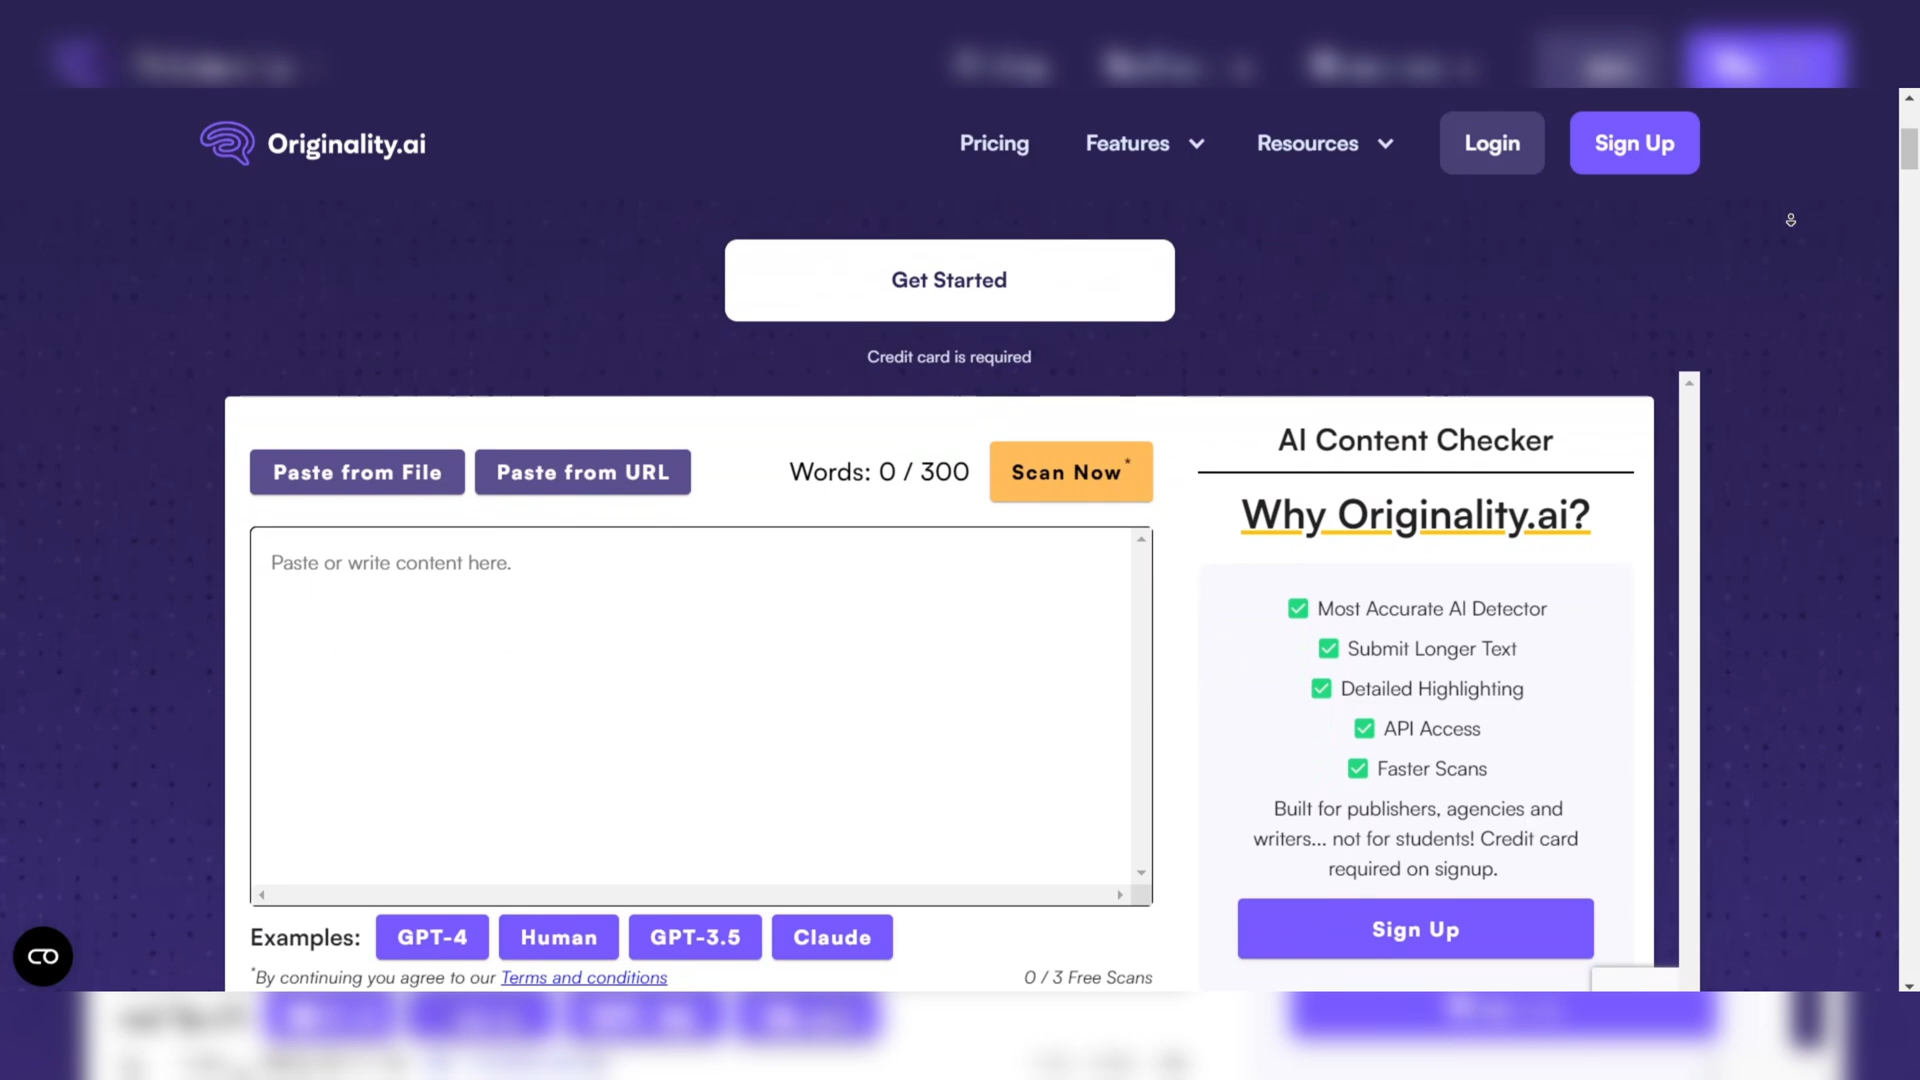 Originality.ai
Pricing
Features
Resources
Login
Sign Up
Get Started
Credit card is required
Paste from File
Paste from URL
Words: 0 / 300
Scan Now*
Paste or write content here.
Examples:
GPT-4
Human
GPT-3.5
Claude
*By continuing you agree to our Terms and conditions
0 / 3 Free Scans
AI Content Checker
Why Originality.ai?
Most Accurate AI Detector
Submit Longer Text
Detailed Highlighting
API Access
Faster Scans
Built for publishers, agencies and
writers... not for students! Credit card
required on signup.
Sign Up